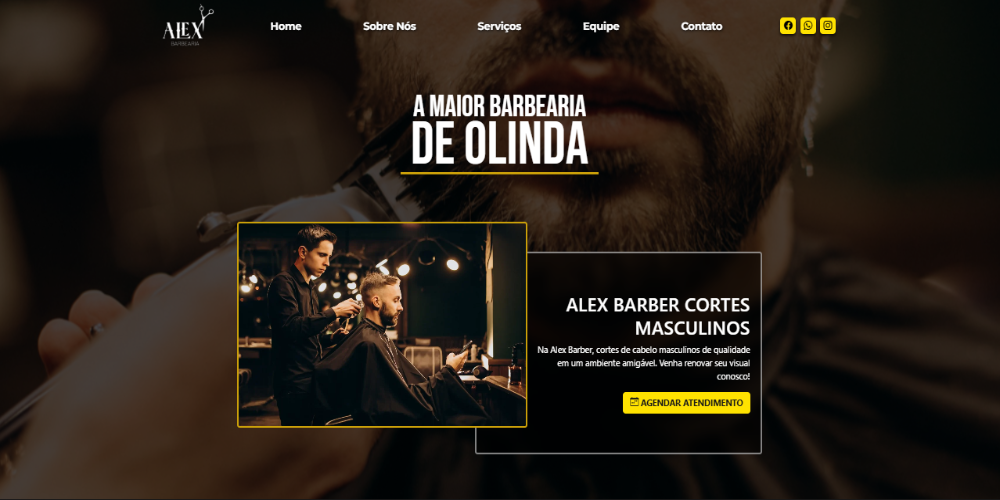 ALEX
BARBEARIA
Home
Sobre Nós
Serviços
Equipe
Contato
A MAIOR BARBEARIA
DE OLINDA
ALEX BARBER CORTES
MASCULINOS
Na Alex Barber, cortes de cabelo masculinos de qualidade
em um ambiente amigável. Venha renovar seu visual
conosco!
AGENDAR ATENDIMENTO